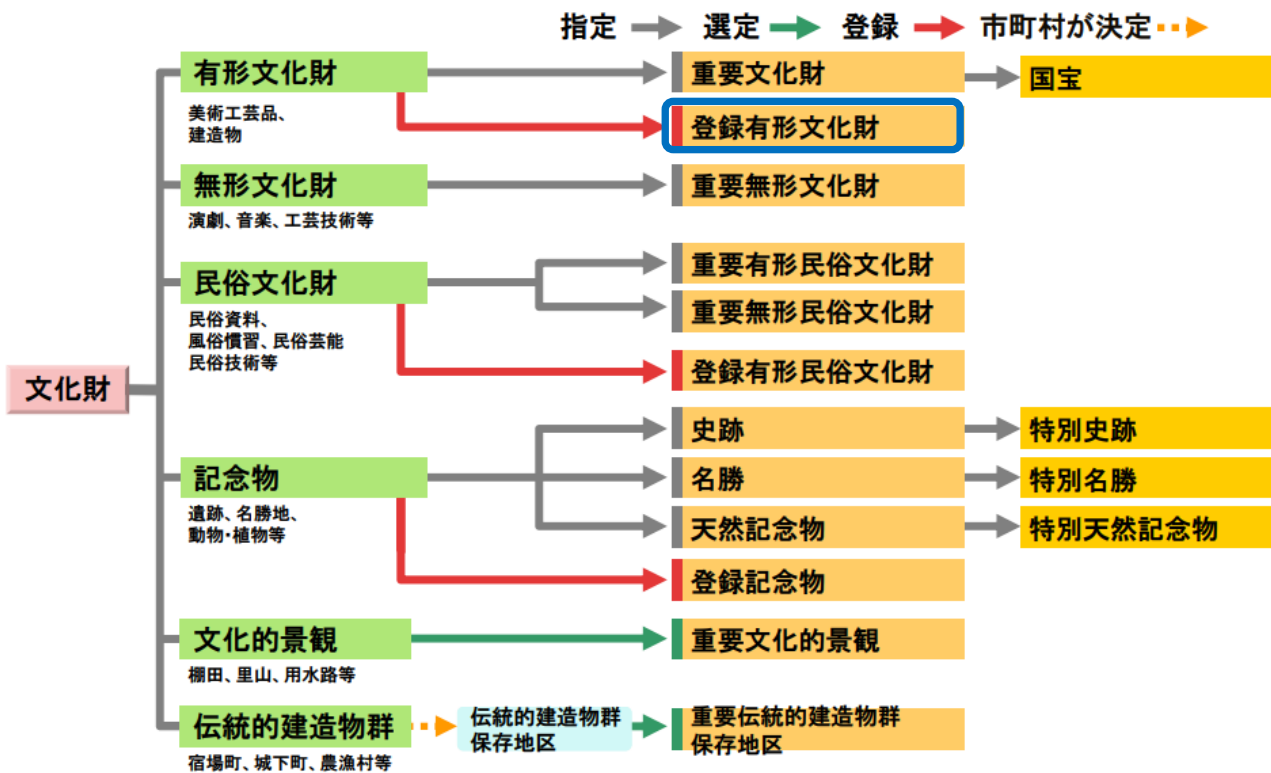 指定 選定 登録 市町村が決定
有形文化財
美術工芸品、
建造物
重要文化財
国宝
登録有形文化財
無形文化財
演劇、音楽、工芸技術等
重要無形文化財
民俗文化財
民俗資料、
風俗慣習、民俗芸能
民俗技術等
重要有形民俗文化財
重要無形民俗文化財
登録有形民俗文化財
文化財
記念物
遺跡、名勝地、
動物・植物等
史跡
特別史跡
名勝
特別名勝
天然記念物
特別天然記念物
登録記念物
文化的景観
棚田、里山、用水路等
重要文化的景観
伝統的建造物群
宿場町、城下町、農漁村等
伝統的建造物群
保存地区
重要伝統的建造物群
保存地区